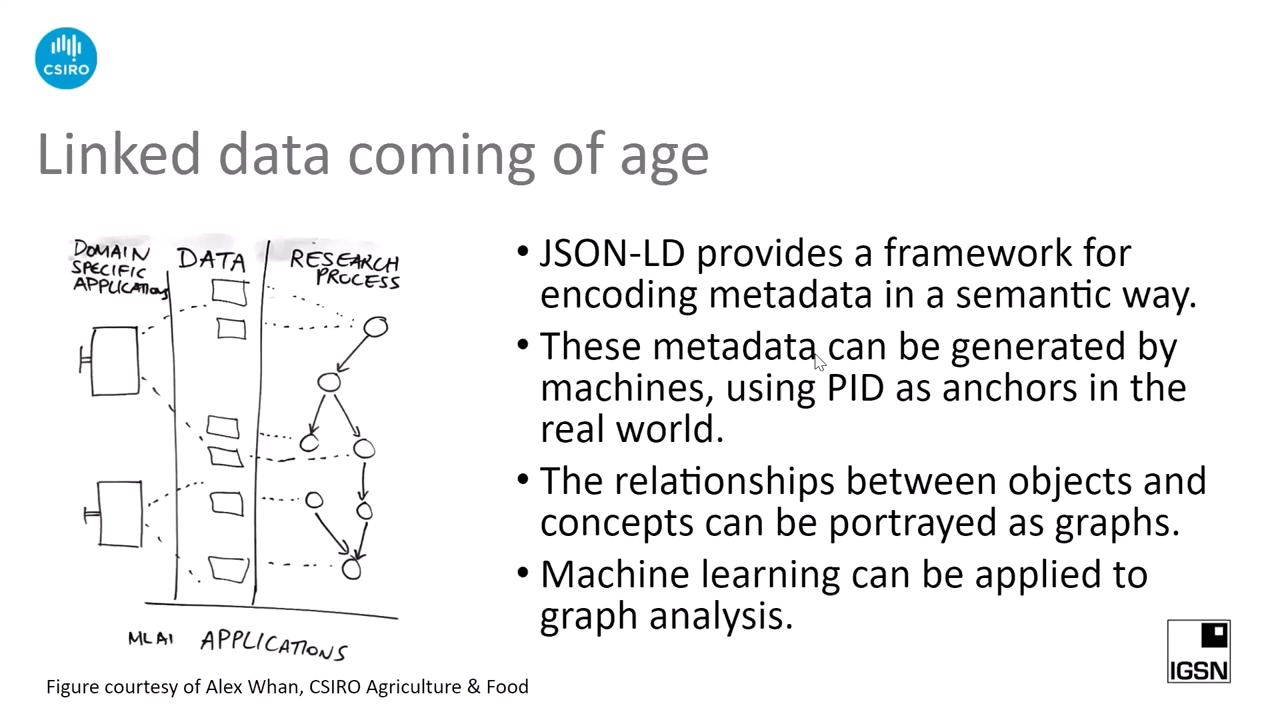 CSIRO
Linked data coming of age
DOMAIN
SPECIFIC
APPLICATIONS
DATA
RESEARCH
PROCESS
MLAI APPLICATIONS
• JSON-LD provides a framework for
encoding metadata in a semantic way.
• These metadata can be generated by
machines, using PID as anchors in the
real world.
• The relationships between objects and
concepts can be portrayed as graphs.
• Machine learning can be applied to
graph analysis.
Figure courtesy of Alex Whan, CSIRO Agriculture & Food
IGSN